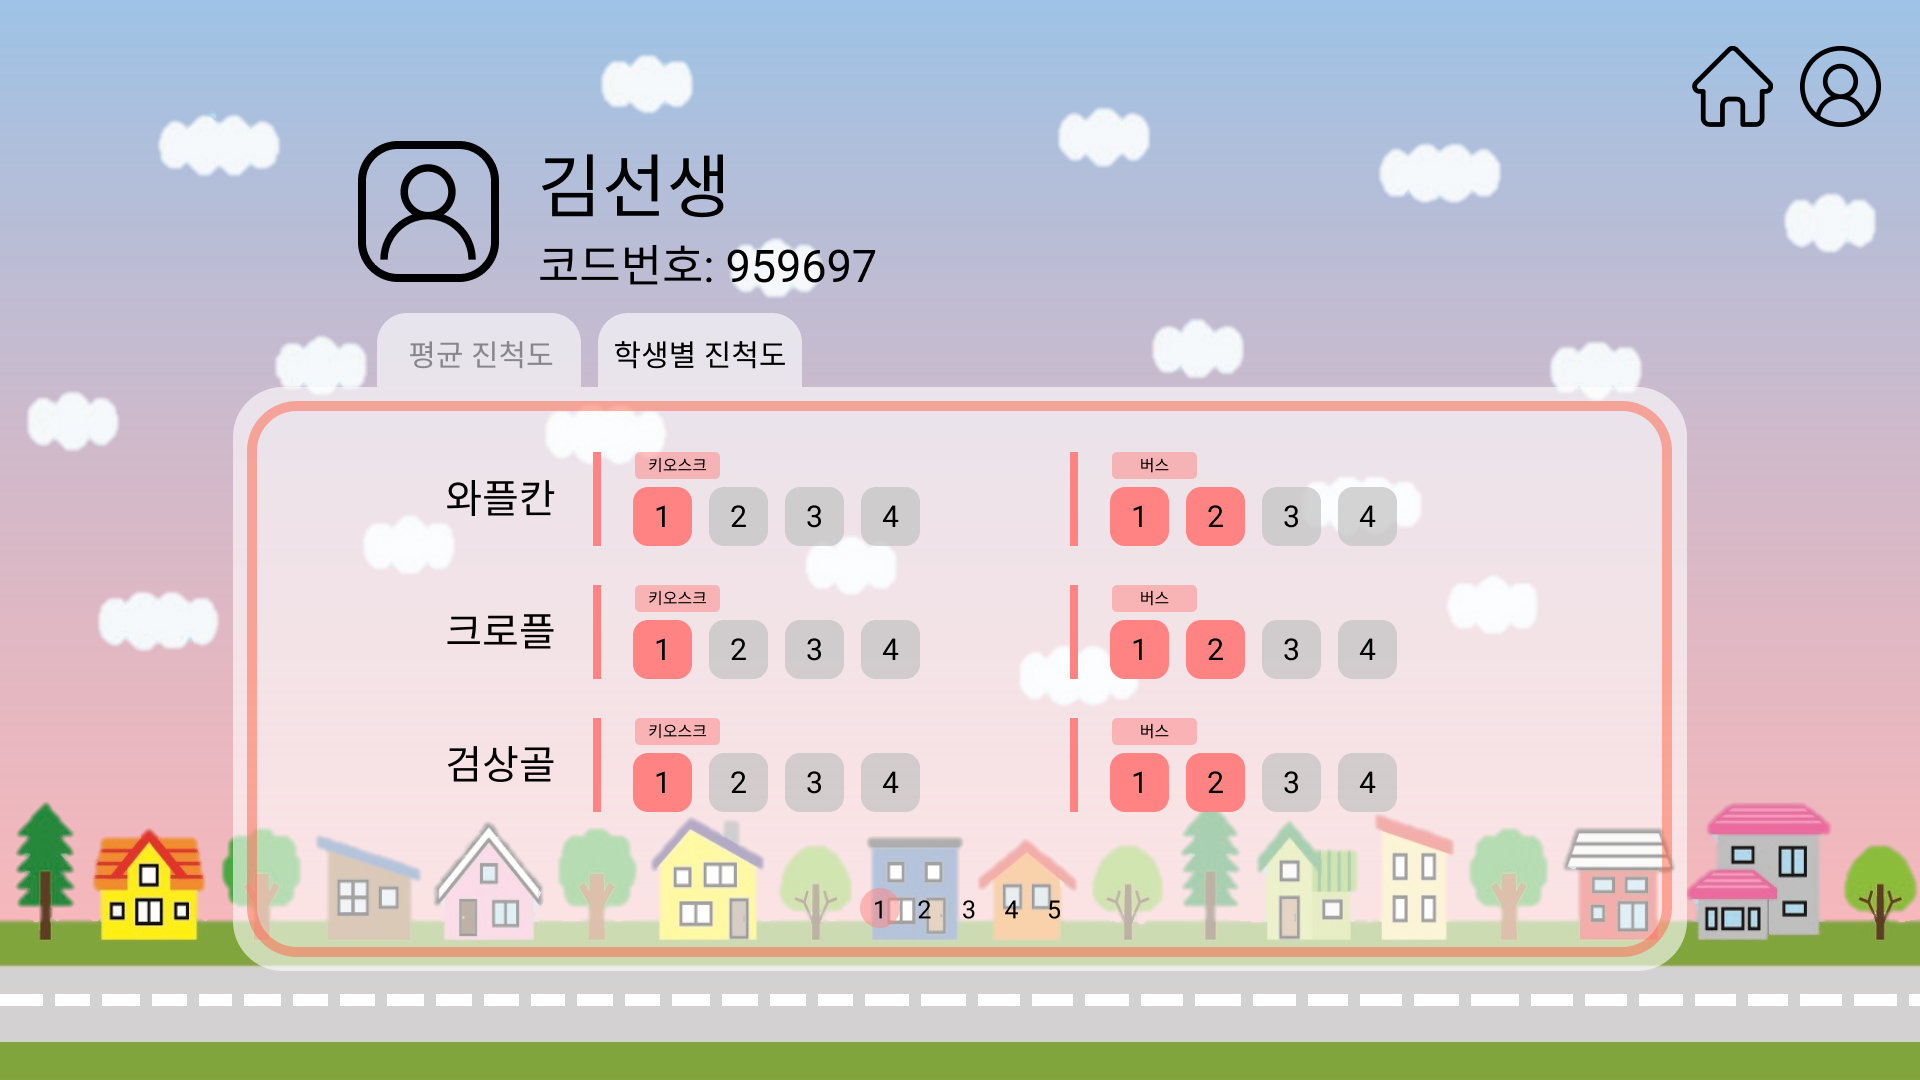 김선생
코드번호: 959697
평균 진척도 학생별 진척도
키오스크 버스
와플칸 1 2 3 4 1 2 3 4
키오스크 버스
크로플 1 2 3 4 1 2 3 4
키오스크 버스
검상골 1 2 3 4 1 2 3 4
1 2 3 4 5